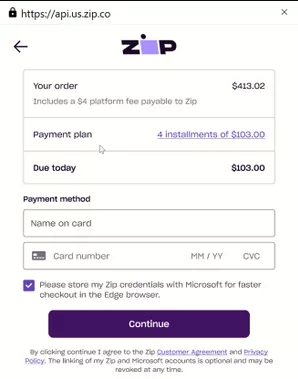 https://api.us.zip.co
ZIP
Your order $413.02
Includes a $4 platform fee payable to Zip
Payment plan 4 installments of $103.00
Due today $103.00
Payment method
Name on card
Card number MM / YY CVC
Please store my Zip credentials with Microsoft for faster
checkout in the Edge browser.
Continue
By clicking continue I agree to the Zip Customer Agreement and Privacy
Policy. The linking of my Zip and Microsoft accounts is optional and may be
revoked at any time.